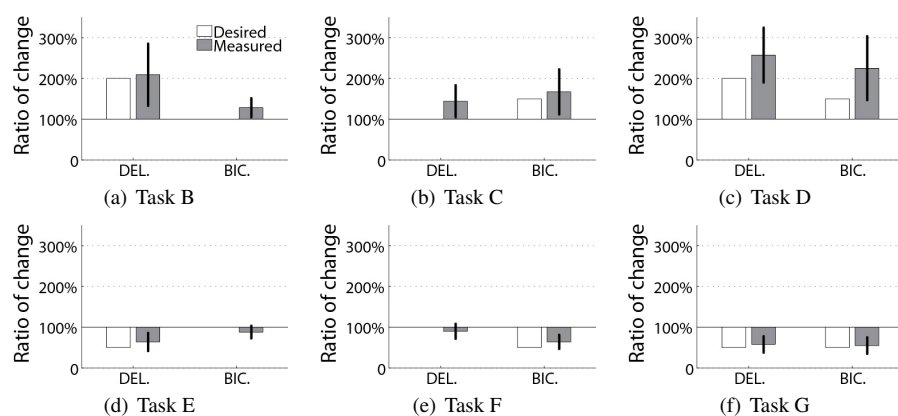 Ratio of change
300%
200%
100%
0
Desired
Measured
DEL.
BIC.
(a) Task B
Ratio of change
300%
200%
100%
0
DEL.
BIC.
(b) Task C
Ratio of change
300%
200%
100%
0
DEL.
BIC.
(c) Task D
Ratio of change
300%
200%
100%
0
DEL.
BIC.
(d) Task E
Ratio of change
300%
200%
100%
0
DEL.
BIC.
(e) Task F
Ratio of change
300%
200%
100%
0
DEL.
BIC.
(f) Task G